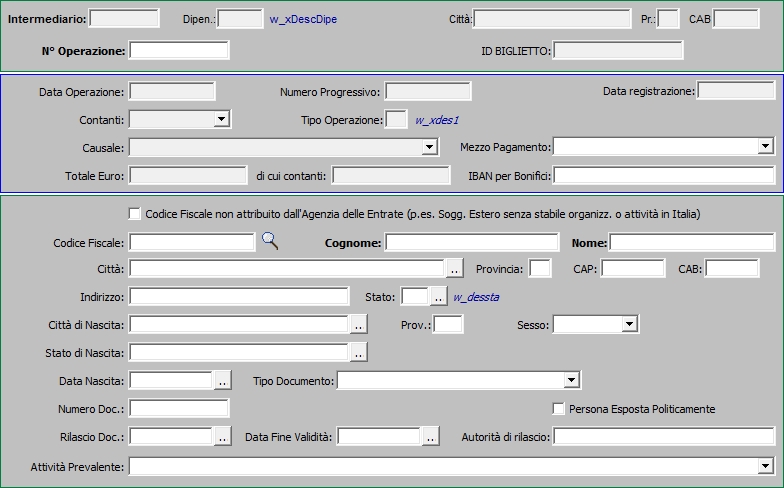 Intermediario: Dipen.: w_xDescDipe Città: Pr.: CAB
N° Operazione: ID BIGLIETTO:
Data Operazione: Numero Progressivo: Data registrazione:
Contanti: Tipo Operazione: w_xdes1
Causale: Mezzo Pagamento:
Totale Euro: di cui contanti: IBAN per Bonifici:
Codice Fiscale non attribuito dall'Agenzia delle Entrate (p.es. Sogg. Estero senza stabile organizz. o attività in Italia)
Codice Fiscale: Cognome: Nome:
Città: .. Provincia: CAP: CAB:
Indirizzo: Stato: .. w_dessta
Città di Nascita: .. Prov.: Sesso:
Stato di Nascita: ..
Data Nascita: .. Tipo Documento:
Numero Doc.: Persona Esposta Politicamente
Rilascio Doc.: .. Data Fine Validità: .. Autorità di rilascio:
Attività Prevalente: